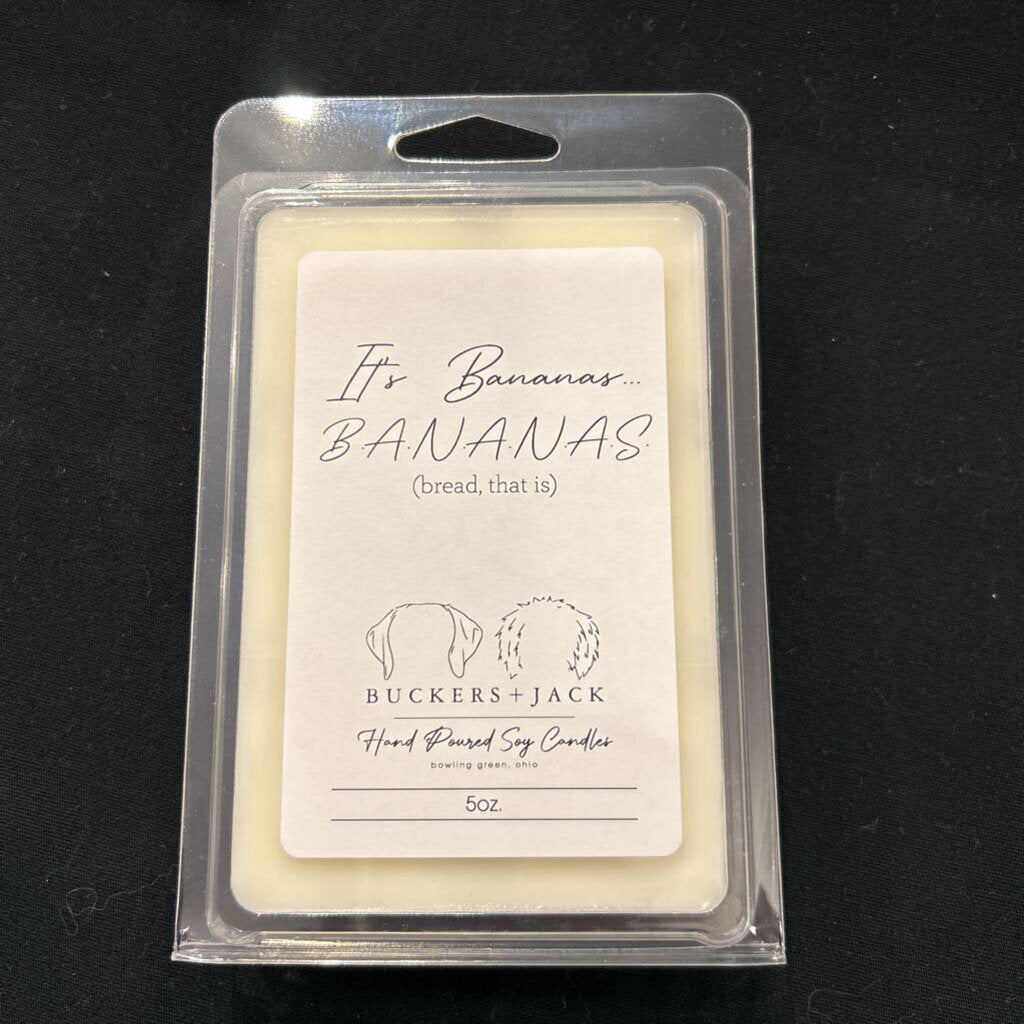 It's Bananas...
B.A.N.A.N.A.S.
(bread, that is)
BUCKERS + JACK
Hand Poured Soy Candles
bowling green, ohio
5oz.